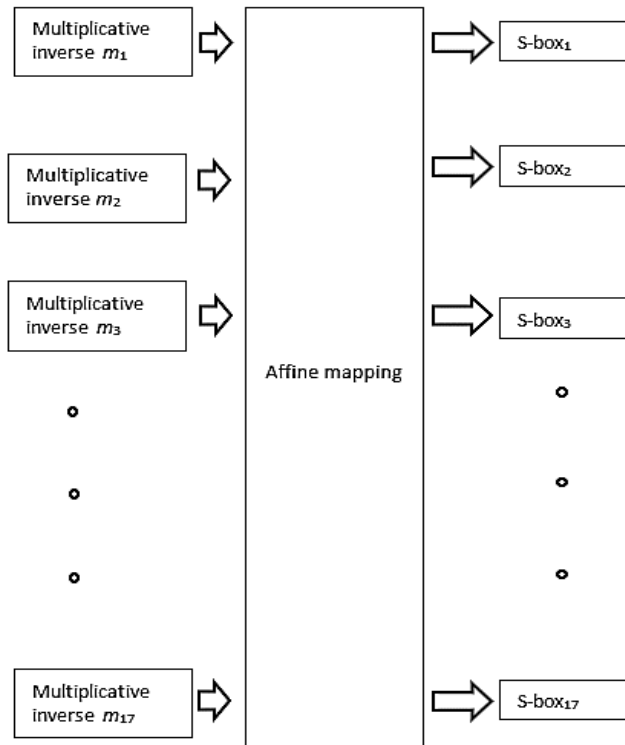 Multiplicative
inverse m₁
S-box₁
Multiplicative
inverse m₂
S-box₂
Multiplicative
inverse m₃
S-box₃
Affine mapping
Multiplicative
inverse m₁₇
S-box₁₇